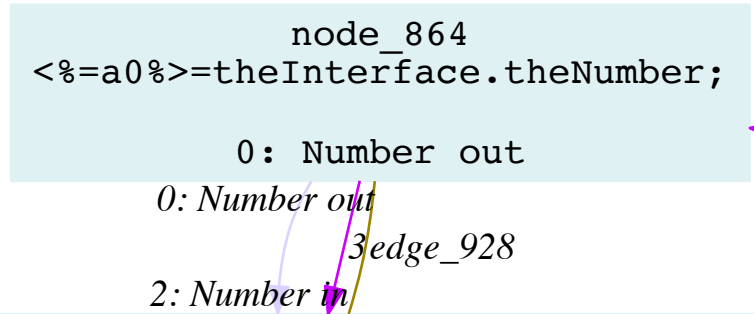 node_864
<%=a0%>=theInterface.theNumber;
0: Number out
0: Number out
3edge_928
2: Number in